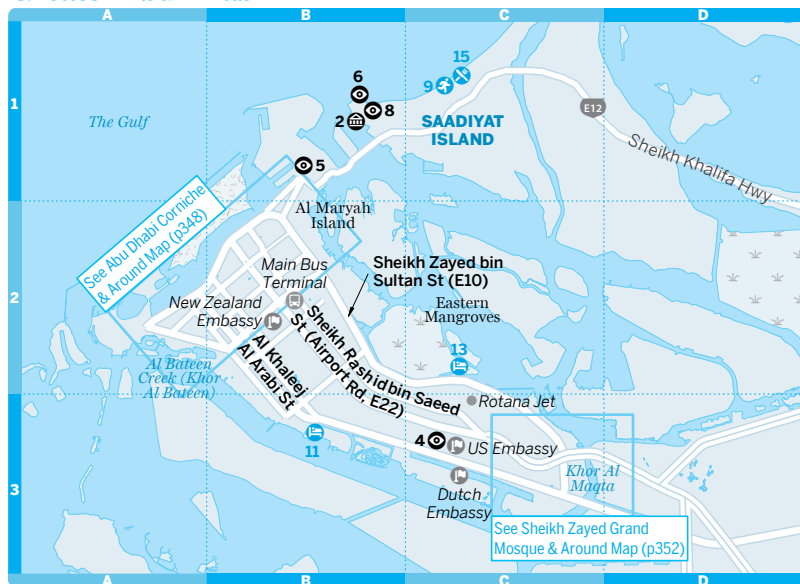 A
B
C
D
1
The Gulf
6
2
8
9
15
SAADIYAT
ISLAND
E12
Sheikh Khalifa Hwy
5
See Abu Dhabi Corniche
& Around Map (p348)
Al Maryah
Island
2
Main Bus
Terminal
New Zealand
Embassy
Sheikh Zayed bin
Sultan St (E10)
Eastern
Mangroves
Al Bateen
Creek (Khor
Al Bateen)
Al Khaleej
Al Arabi St
Sheikh Rashid bin Saeed
St (Airport Rd, E22)
13
Rotana Jet
3
11
4
US Embassy
Dutch
Embassy
Khor Al
Maqta
See Sheikh Zayed Grand
Mosque & Around Map (p352)
1
2
3
A
B
C
D